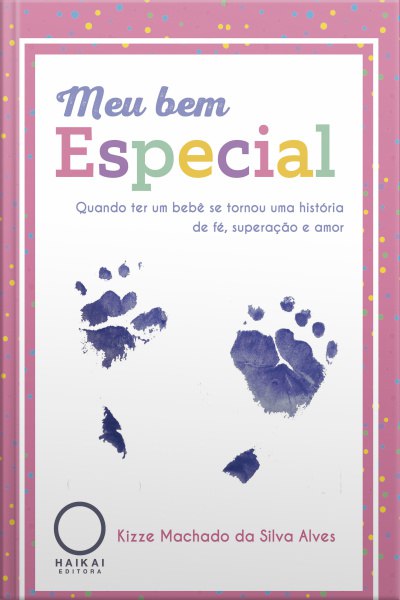 Meu bem
Especial
Quando ter um bebê se tornou uma história
de fé, superação e amor
Kizze Machado da Silva Alves
HAIKAI
EDITORA